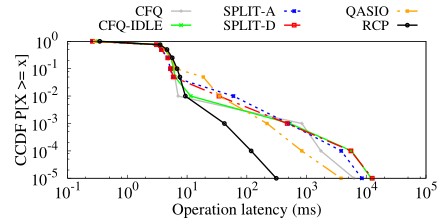 CFQ SPLIT-A QASIO
CFQ-IDLE SPLIT-D RCP
CCDF P[X >= x]
10^0
10^-1
10^-2
10^-3
10^-4
10^-5
10^-1 10^0 10^1 10^2 10^3 10^4 10^5
Operation latency (ms)